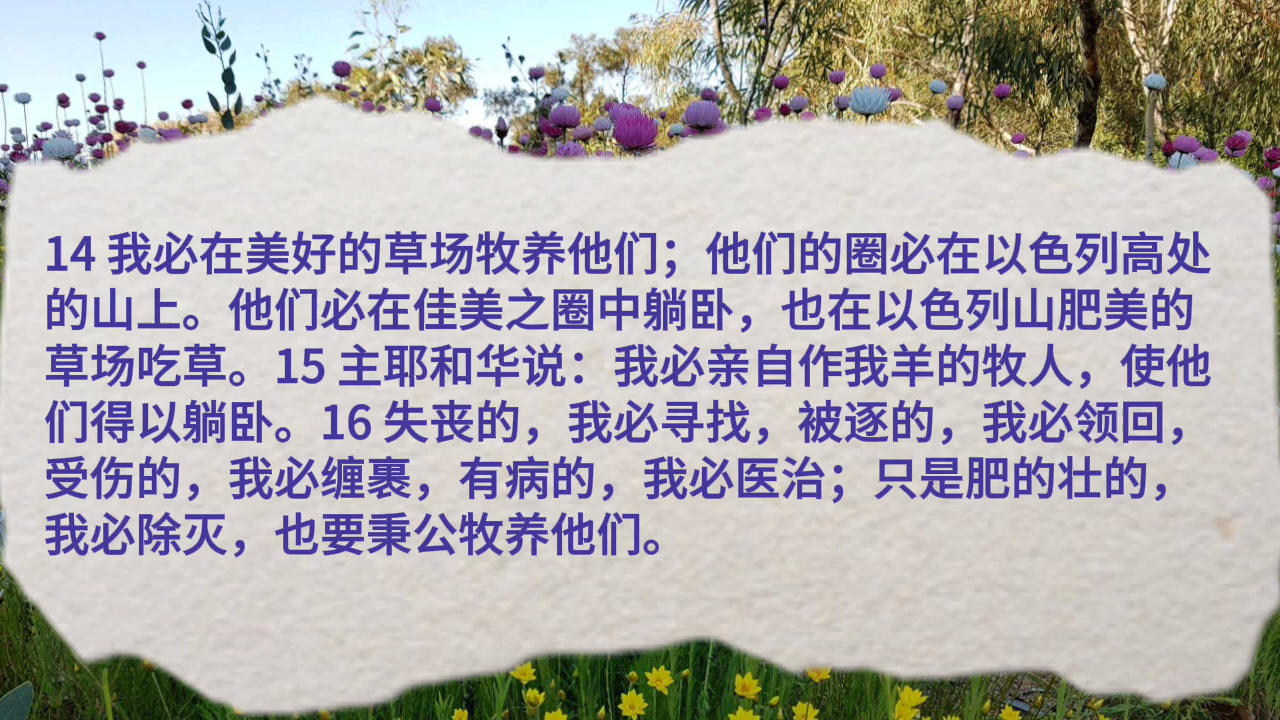 14 我必在美好的草场牧养他们；他们的圈必在以色列高处
的山上。他们必在佳美之圈中躺卧，也在以色列山肥美的
草场吃草。15 主耶和华说：我必亲自作我羊的牧人，使他
们得以躺卧。16 失丧的，我必寻找，被逐的，我必领回，
受伤的，我必缠裹，有病的，我必医治；只是肥的壮的，
我必除灭，也要秉公牧养他们。